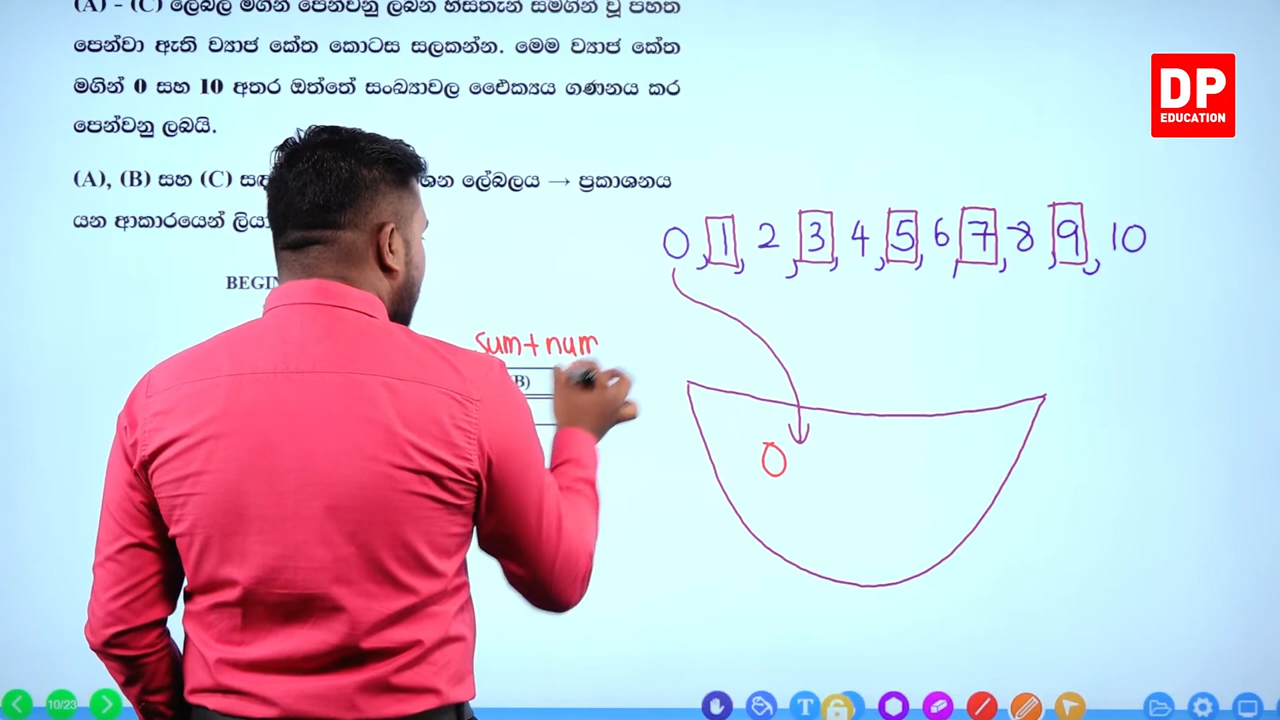 (A) - (C) ලේබල් මගින් පෙන්වනු ලබන හිස්තැන් සමගින් වූ පහත
පෙන්වා ඇති ව්‍යාජ කේත කොටස සලකන්න. මෙම ව්‍යාජ කේත
මගින් 0 සහ 10 අතර ඔත්තේ සංඛ්‍යාවල ඓක්‍යය ගණනය කර
පෙන්වනු ලබයි.
(A), (B) සහ (C) ලේබලය → ප්‍රකාශනය
යන ආකාරයෙන්
BEGI
sum+num
B)
0, 1, 2, 3, 4, 5, 6, 7, 8, 9, 10
0
DP
EDUCATION
10/23